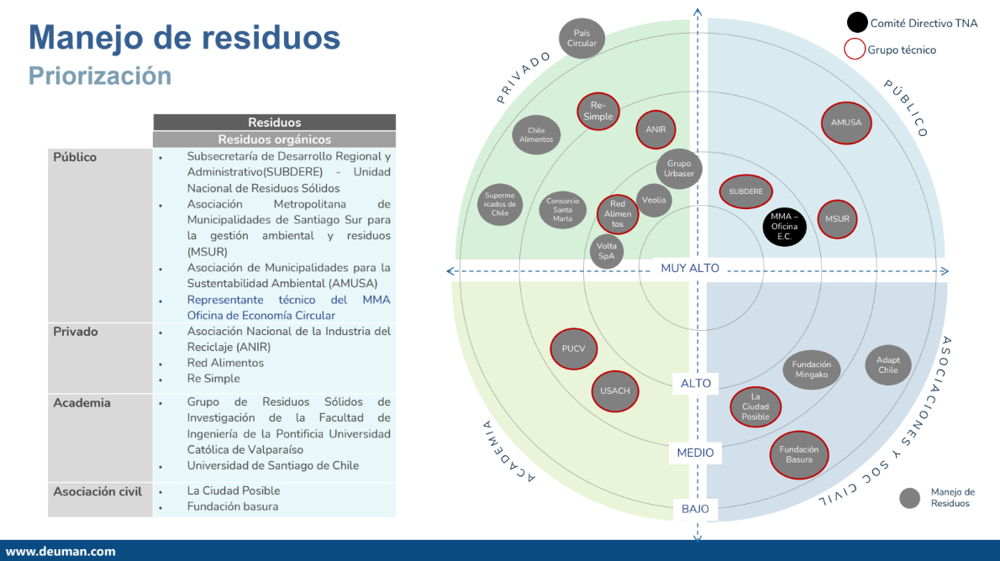 Manejo de residuos
Priorización
Residuos
Residuos orgánicos
Público
• Subsecretaría de Desarrollo Regional y
Administrativo(SUBDERE) - Unidad
Nacional de Residuos Sólidos
• Asociación Metropolitana de
Municipalidades de Santiago Sur para
la gestión ambiental y residuos
(MSUR)
• Asociación de Municipalidades para la
Sustentabilidad Ambiental (AMUSA)
• Representante técnico del MMA
Oficina de Economía Circular
Privado
• Asociación Nacional de la Industria del
Reciclaje (ANIR)
• Red Alimentos
• Re Simple
Academia
• Grupo de Residuos Sólidos de
Investigación de la Facultad de
Ingeniería de la Pontificia Universidad
Católica de Valparaíso
• Universidad de Santiago de Chile
Asociación civil
• La Ciudad Posible
• Fundación basura
Comité Directivo TNA
Grupo técnico
PRIVADO
PÚBLICO
País
Circular
Re-
Simple
ANIR
Chile
Alimentos
Grupo
Urbaser
Superme
rcados de
Chile
Consorcio
Santa
Marta
Red
Alimen
tos
Veolia
Volta
SpA
AMUSA
SUBDERE
MMA –
Oficina
E.C.
MSUR
MUY ALTO
PUCV
USACH
ALTO
MEDIO
BAJO
Fundación
Mingako
Adapt
Chile
La
Ciudad
Posible
Fundación
Basura
ACADEMIA
ASOCIACIONES Y SOC CIVIL
Manejo de
Residuos
www.deuman.com